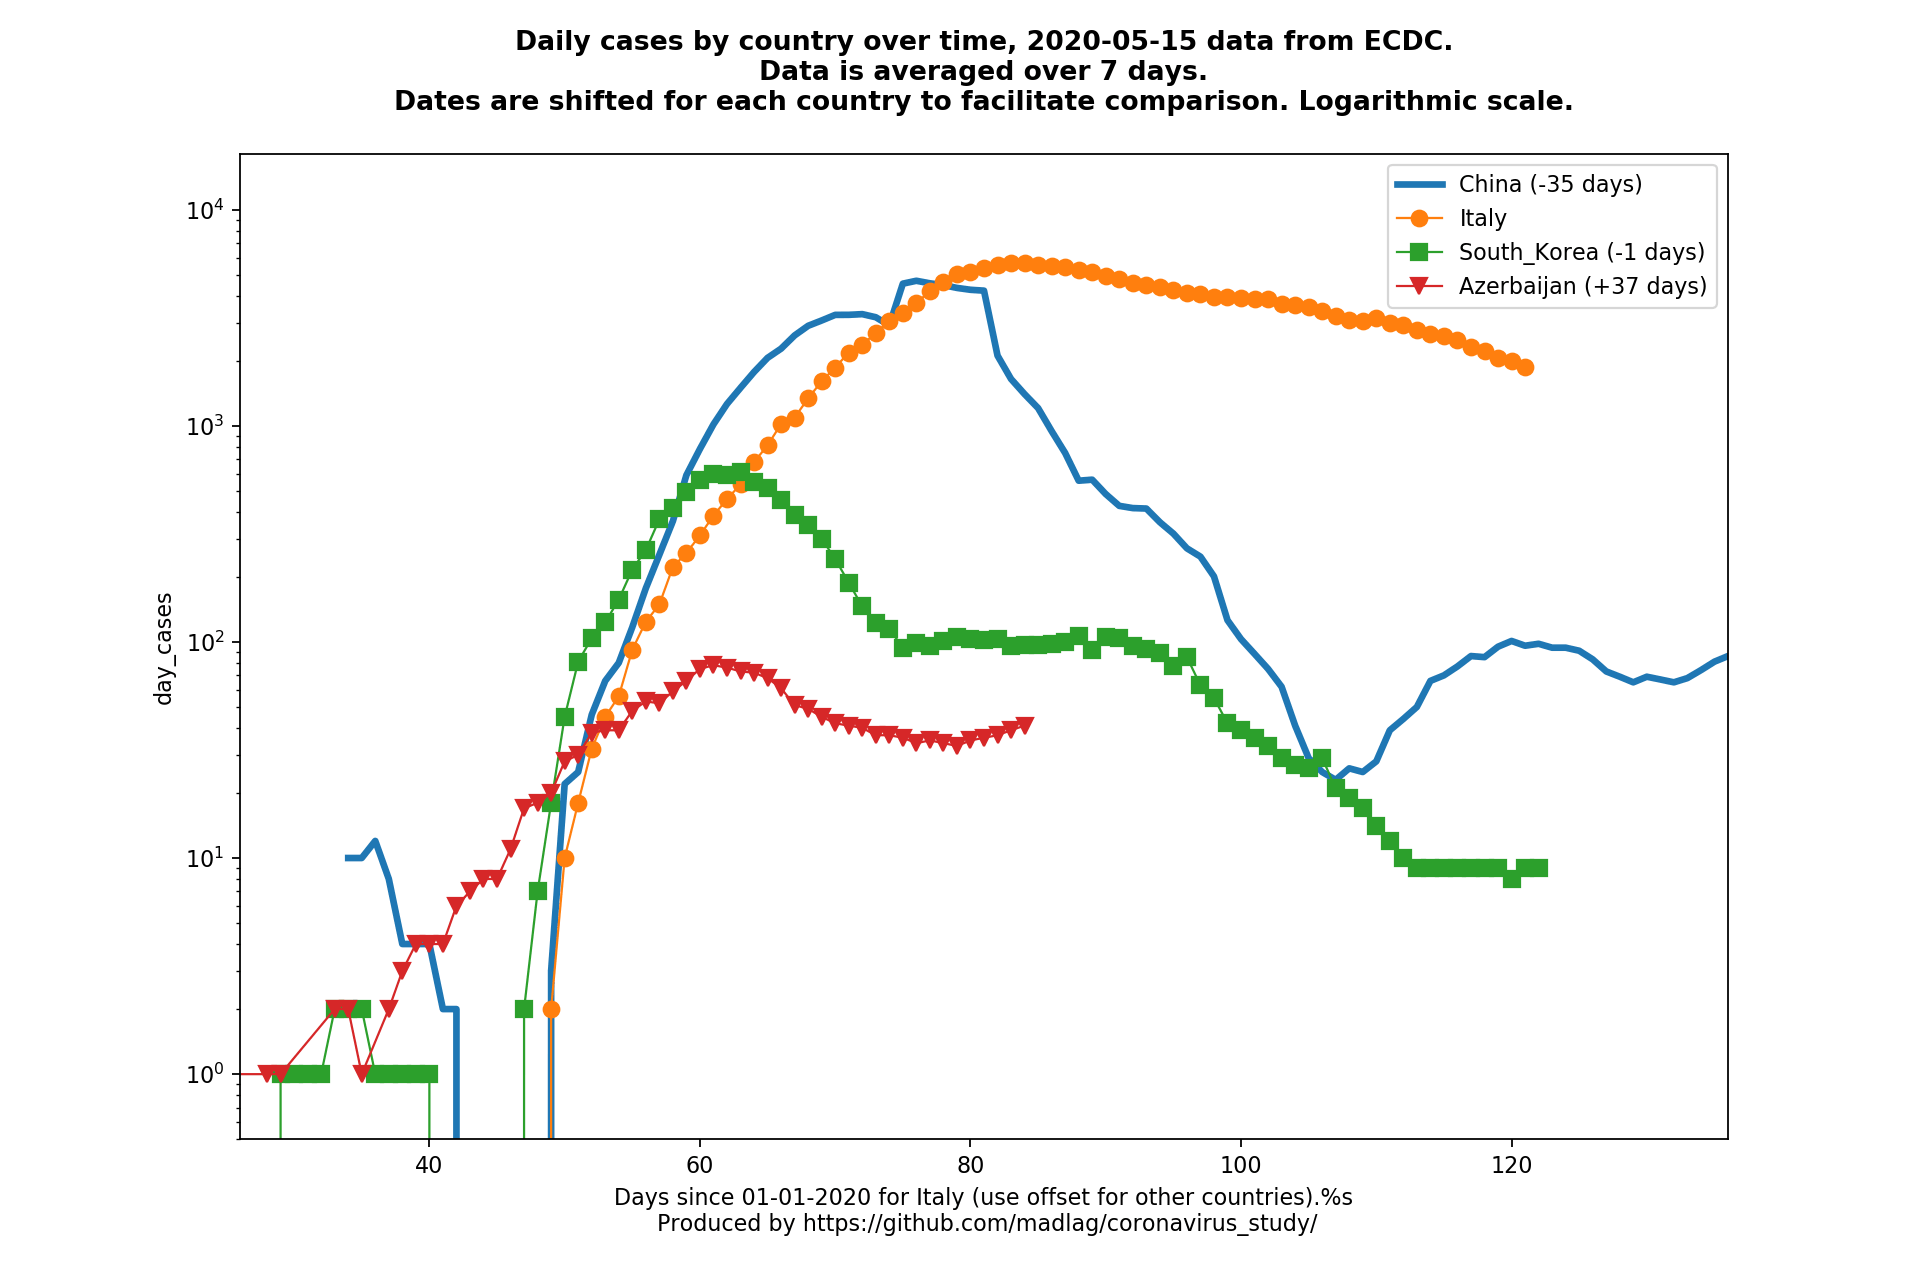 Daily cases by country over time, 2020-05-15 data from ECDC.
Data is averaged over 7 days.
Dates are shifted for each country to facilitate comparison. Logarithmic scale.
China (-35 days)
Italy
South_Korea (-1 days)
Azerbaijan (+37 days)
day_cases
10⁴
10³
10²
10¹
10⁰
40 60 80 100 120
Days since 01-01-2020 for Italy (use offset for other countries).%s
Produced by https://github.com/madlag/coronavirus_study/